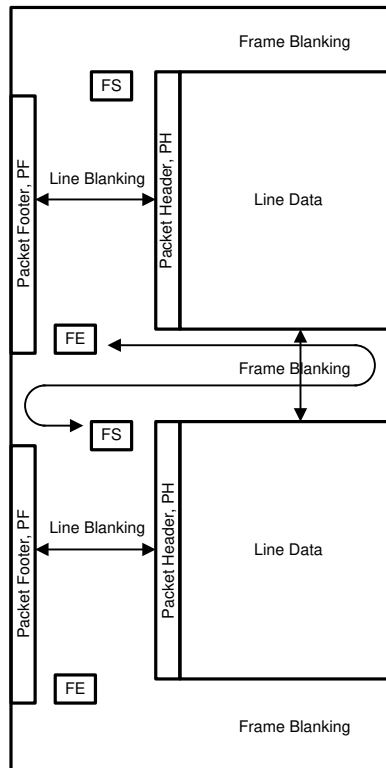 Frame Blanking
FS
Packet Footer, PF
Line Blanking
Packet Header, PH
Line Data
FE
Frame Blanking
FS
Packet Footer, PF
Line Blanking
Packet Header, PH
Line Data
FE
Frame Blanking